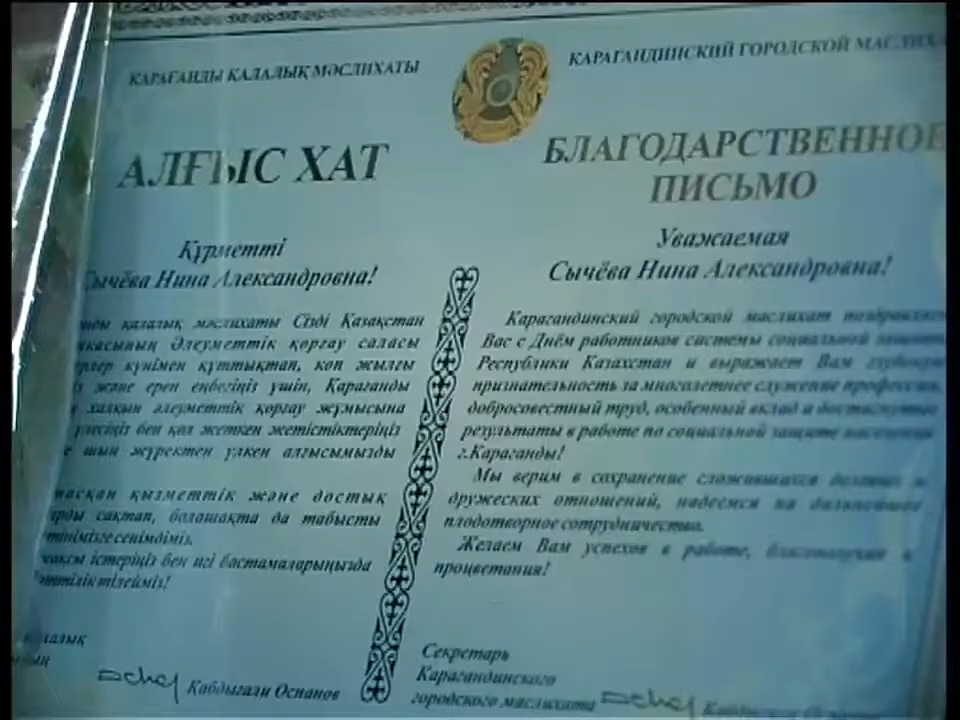 ҚАРАҒАНДЫ ҚАЛАЛЫҚ МӘСЛИХАТЫ
АЛҒЫС ХАТ
Құрметті
Сычёва Нина Александровна!
қалалық мәслихаты Сізді Қазақстан
Әлеуметтік қорғау саласы
күнімен құттықтап, көп жылғы
және ерен еңбегіңіз үшін, Қарағанды
халқын әлеуметтік қорғау жұмысына
үлесіңіз бен қол жеткен жетістіктеріңіз
шын жүректен үлкен алғысымызды
қызметтік және достық
сақтап, болашақта да табысты
істеріңіз бен игі бастамаларыңызда
тілейміз!
қалалық
Қабдығали Оспанов
КАРАГАНДИНСКИЙ ГОРОДСКОЙ
БЛАГОДАРСТВЕННОЕ
ПИСЬМО
Уважаемая
Сычёва Нина Александровна!
Карагандинский городской маслихат
Вас с Днём работников системы социальной
Республики Казахстан и выражает Вам
признательность за многолетнее служение
добросовестный труд, особенный вклад и достигнутые
результаты в работе по социальной защите населения
г.Караганды!
Мы верим в сохранение сложившихся деловых и
дружеских отношений, надеемся на дальнейшее
плодотворное сотрудничество.
Желаем Вам успехов в работе, благополучия и
процветания!
Секретарь
Карагандинского
городского маслихата